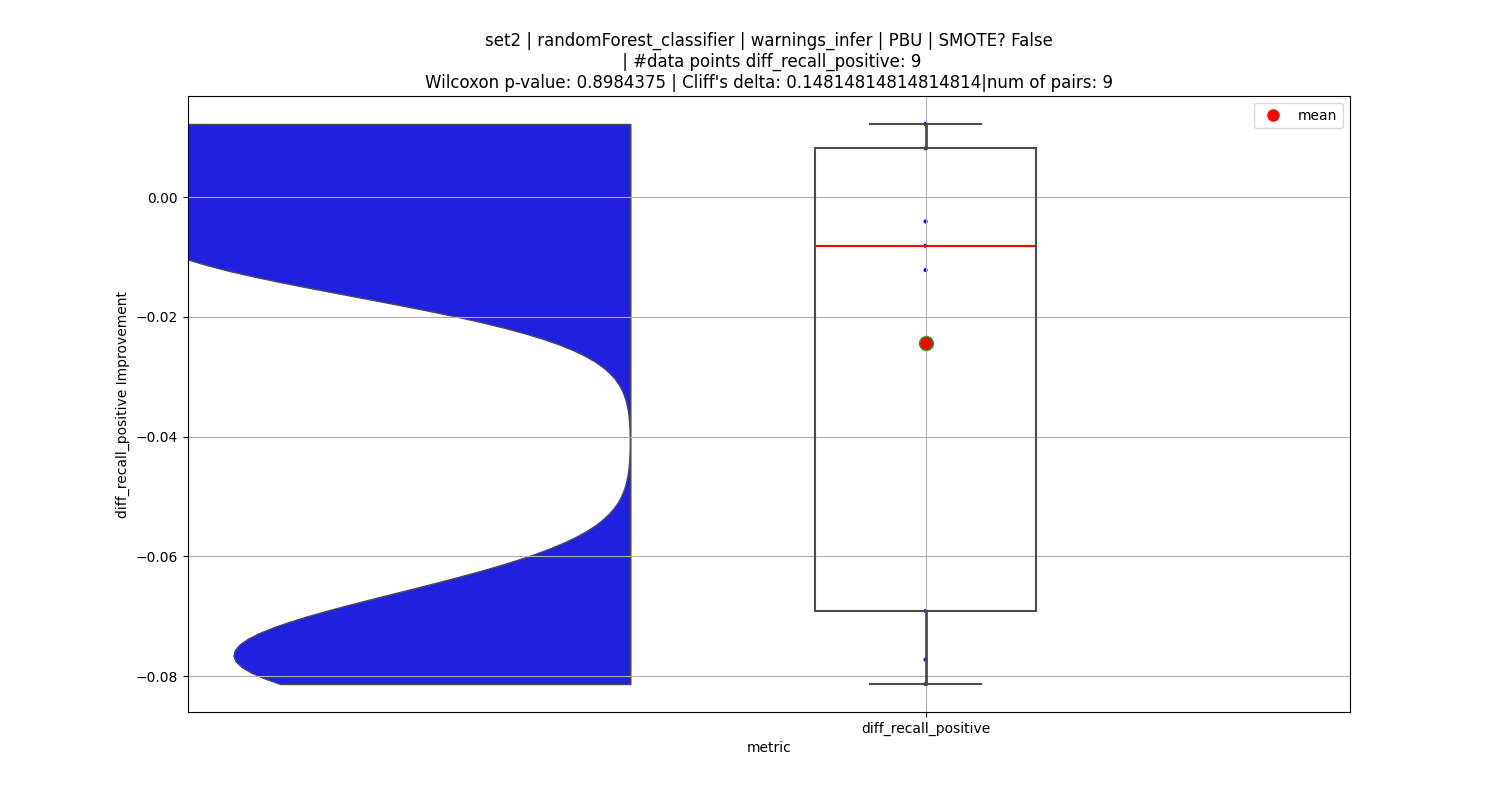 set2 | randomForest_classifier | warnings_infer | PBU | SMOTE? False
| #data points diff_recall_positive: 9
Wilcoxon p-value: 0.8984375 | Cliff's delta: 0.14814814814814814|num of pairs: 9
mean
0.00
−0.02
−0.04
−0.06
−0.08
diff_recall_positive Improvement
diff_recall_positive
metric